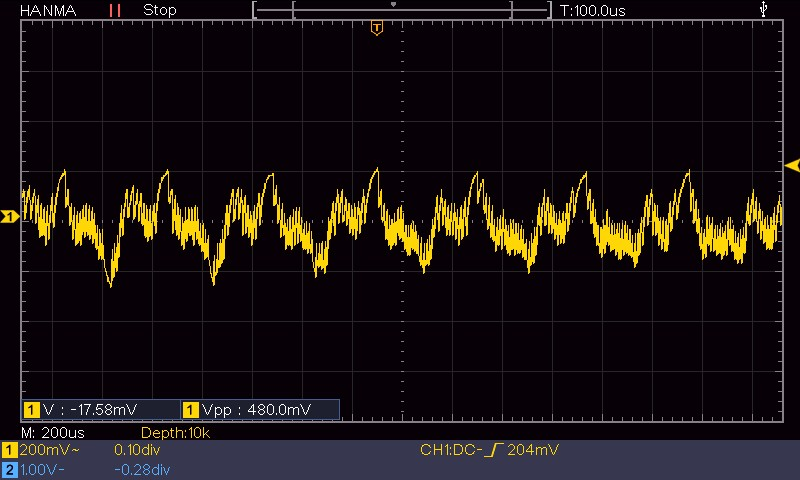 HANMA Stop T:100.0us
T
1
1 V : -17.58mV 1 Vpp : 480.0mV
M: 200us Depth:10k
1 200mV~ 0.10div CH1:DC- 204mV
2 1.00V- -0.28div